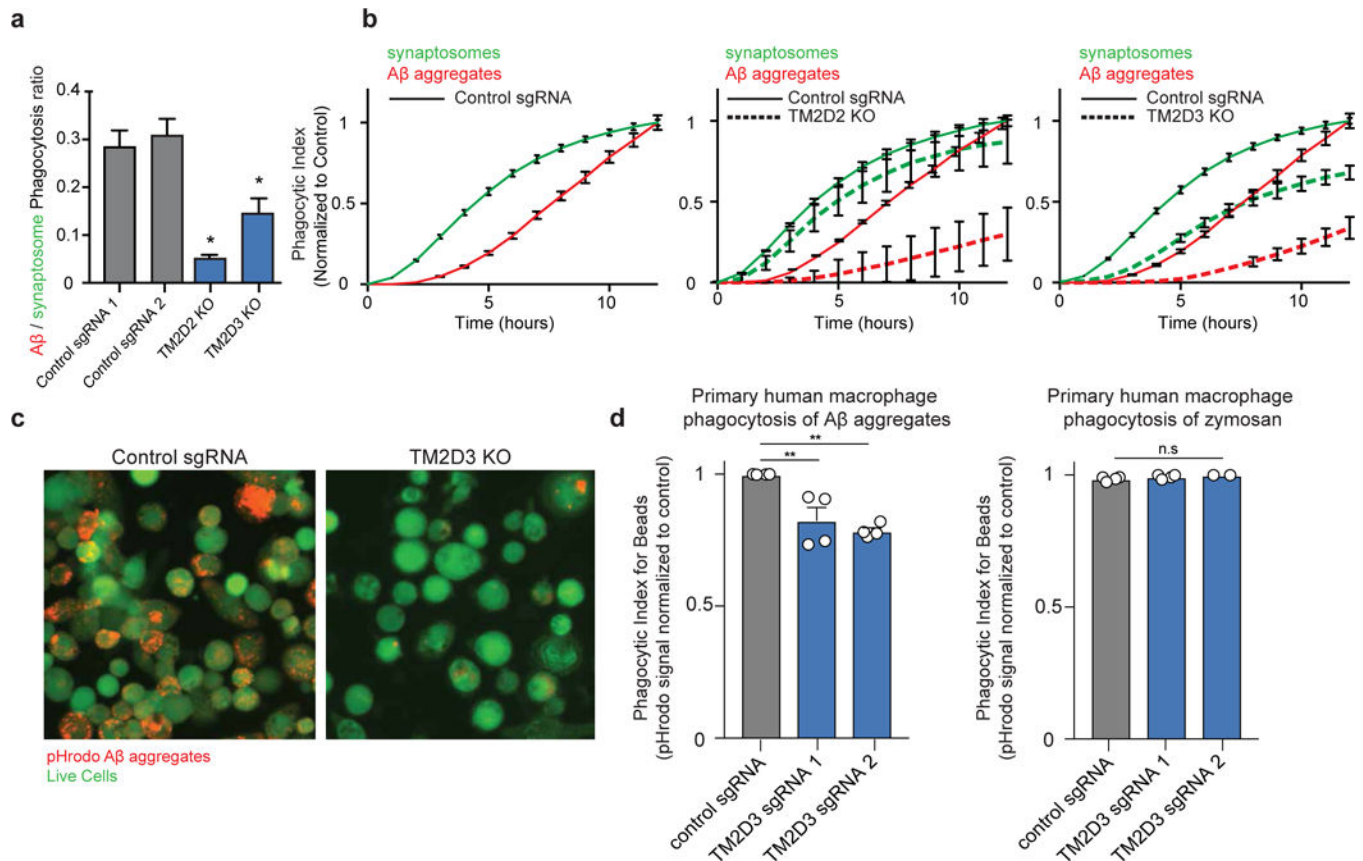 a
Aβ / synaptosome Phagocytosis ratio
0.4
0.3
0.2
0.1
0
*
*
Control sgRNA 1
Control sgRNA 2
TM2D2 KO
TM2D3 KO
b
synaptosomes
Aβ aggregates
Control sgRNA
Phagocytic Index
(Normalized to Control)
1
0.5
0
0
5
10
Time (hours)
synaptosomes
Aβ aggregates
Control sgRNA
TM2D2 KO
1
0.5
0
0
5
10
Time (hours)
synaptosomes
Aβ aggregates
Control sgRNA
TM2D3 KO
1
0.5
0
0
5
10
Time (hours)
c
Control sgRNA
TM2D3 KO
pHrodo Aβ aggregates
Live Cells
d
Primary human macrophage
phagocytosis of Aβ aggregates
**
**
Phagocytic Index for Beads
(pHrodo signal normalized to control)
1
0.5
0
control sgRNA
TM2D3 sgRNA 1
TM2D3 sgRNA 2
Primary human macrophage
phagocytosis of zymosan
n.s
Phagocytic Index for Beads
(pHrodo signal normalized to control)
1
0.5
0
control sgRNA
TM2D3 sgRNA 1
TM2D3 sgRNA 2